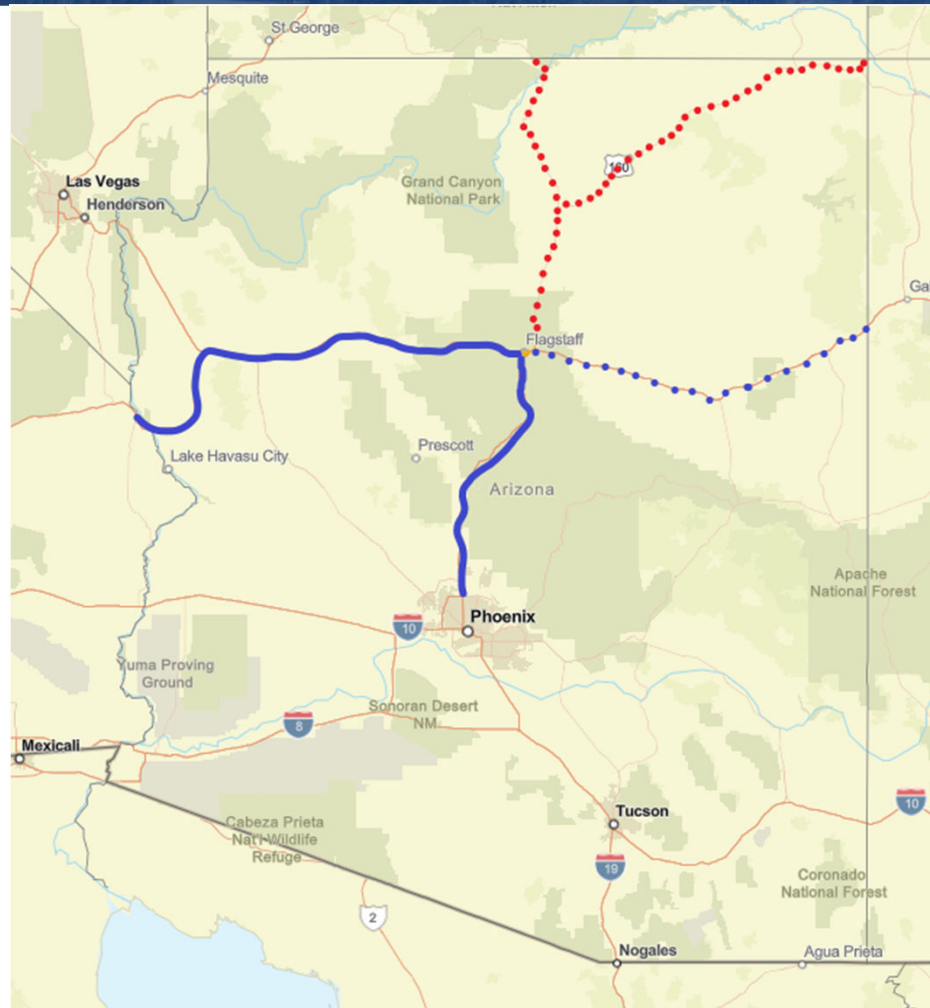 St George
Mesquite
Las Vegas
Henderson
160
Grand Canyon
National Park
Flagstaff
Prescott
Lake Havasu City
Arizona
Apache
National Forest
Phoenix
10
Yuma Proving
Ground
Sonoran Desert
NM
8
Mexicali
10
Tucson
Cabeza Prieta
Nat'l Wildlife
Refuge
19
Coronado
National Forest
2
Nogales
Agua Prieta